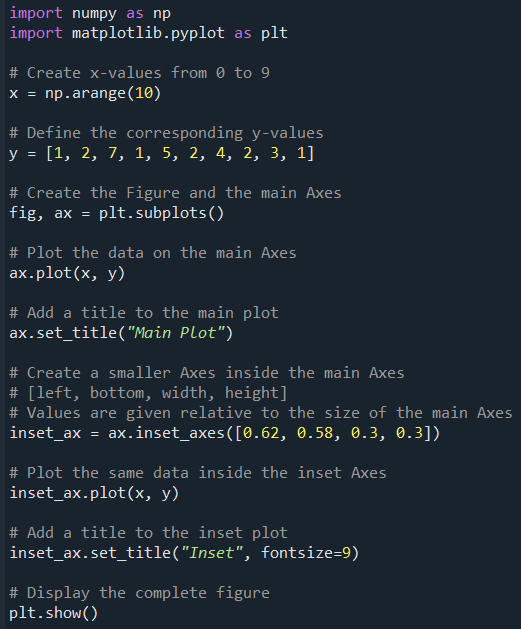 import numpy as np
import matplotlib.pyplot as plt
# Create x-values from 0 to 9
x = np.arange(10)
# Define the corresponding y-values
y = [1, 2, 7, 1, 5, 2, 4, 2, 3, 1]
# Create the Figure and the main Axes
fig, ax = plt.subplots()
# Plot the data on the main Axes
ax.plot(x, y)
# Add a title to the main plot
ax.set_title("Main Plot")
# Create a smaller Axes inside the main Axes
# [left, bottom, width, height]
# Values are given relative to the size of the main Axes
inset_ax = ax.inset_axes([0.62, 0.58, 0.3, 0.3])
# Plot the same data inside the inset Axes
inset_ax.plot(x, y)
# Add a title to the inset plot
inset_ax.set_title("Inset", fontsize=9)
# Display the complete figure
plt.show()